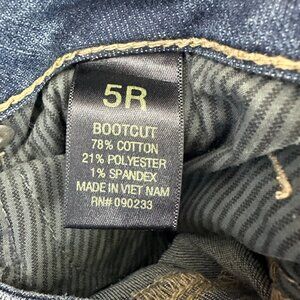 5R
BOOTCUT
78% COTTON
21% POLYESTER
1% SPANDEX
MADE IN VIET NAM
RN# 090233